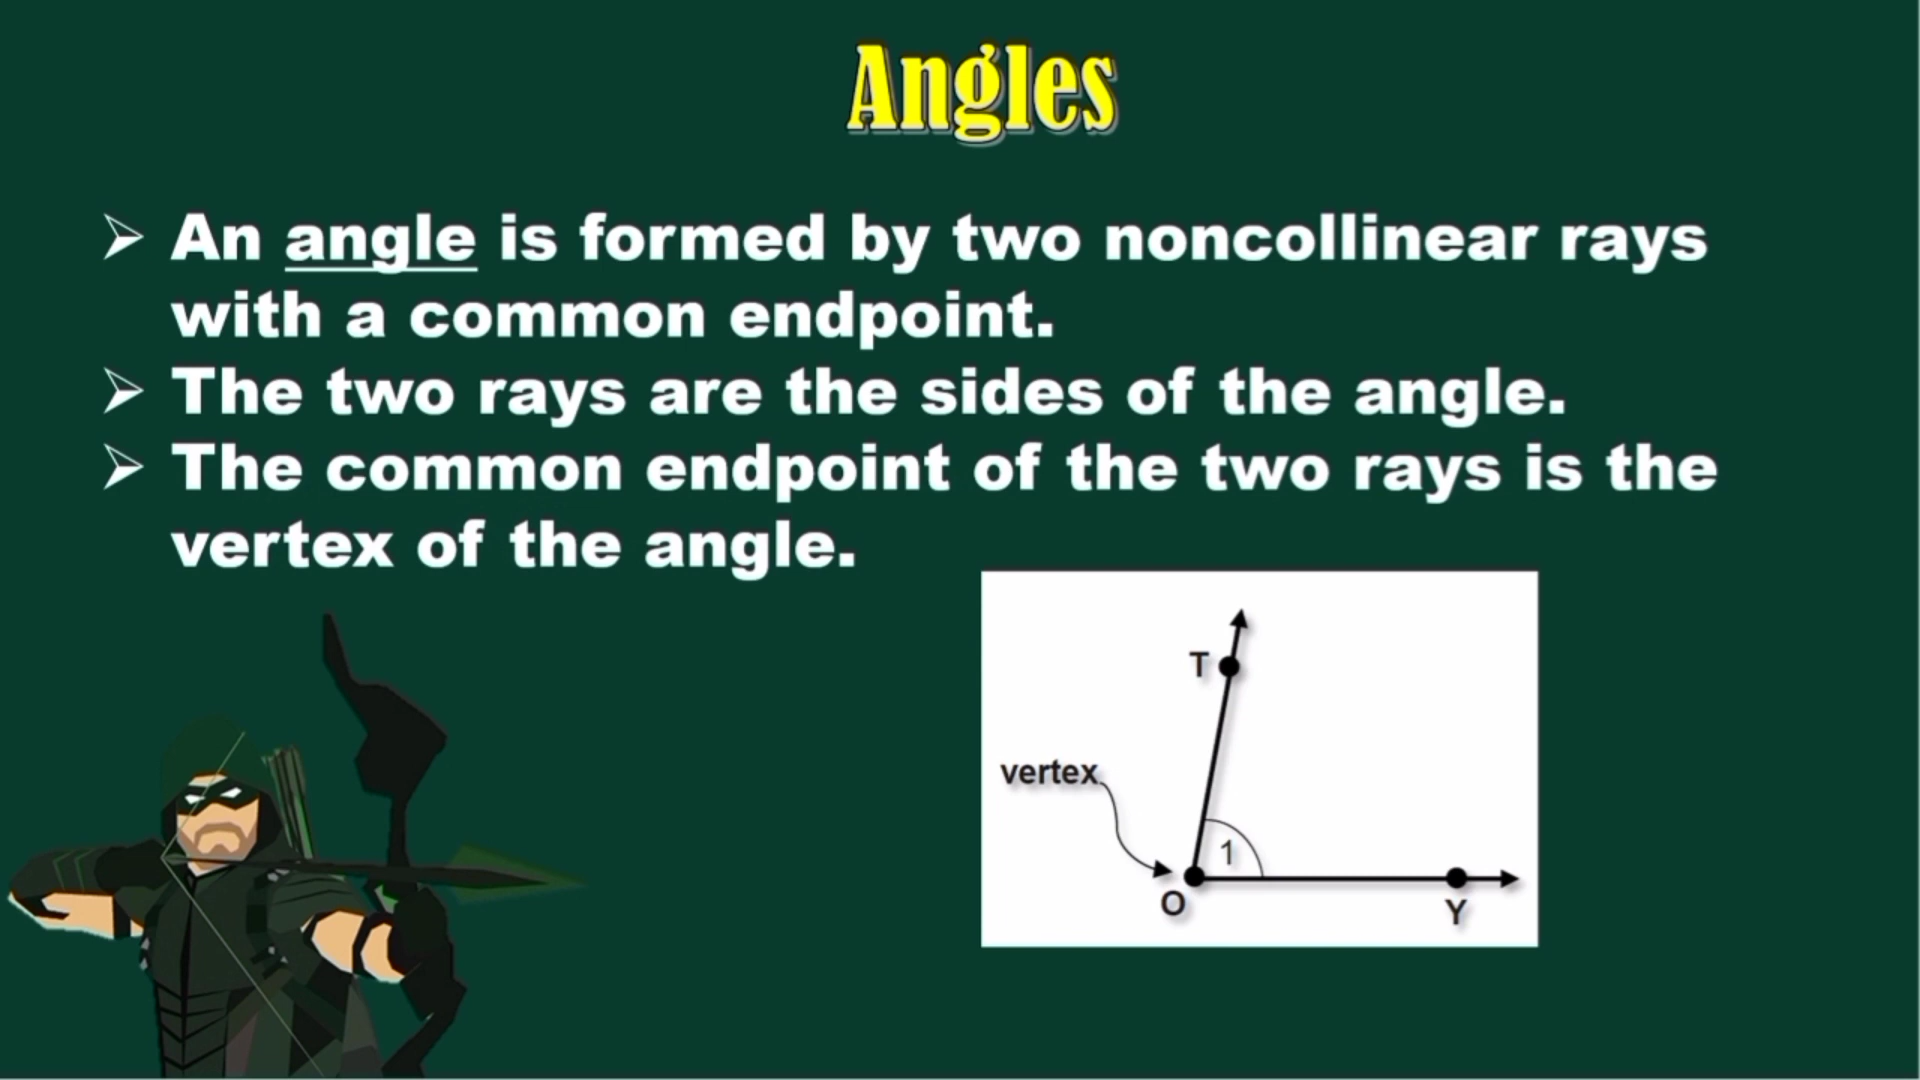 Angles
➢ An angle is formed by two noncollinear rays
with a common endpoint.
➢ The two rays are the sides of the angle.
➢ The common endpoint of the two rays is the
vertex of the angle.
T
vertex
1
O
Y